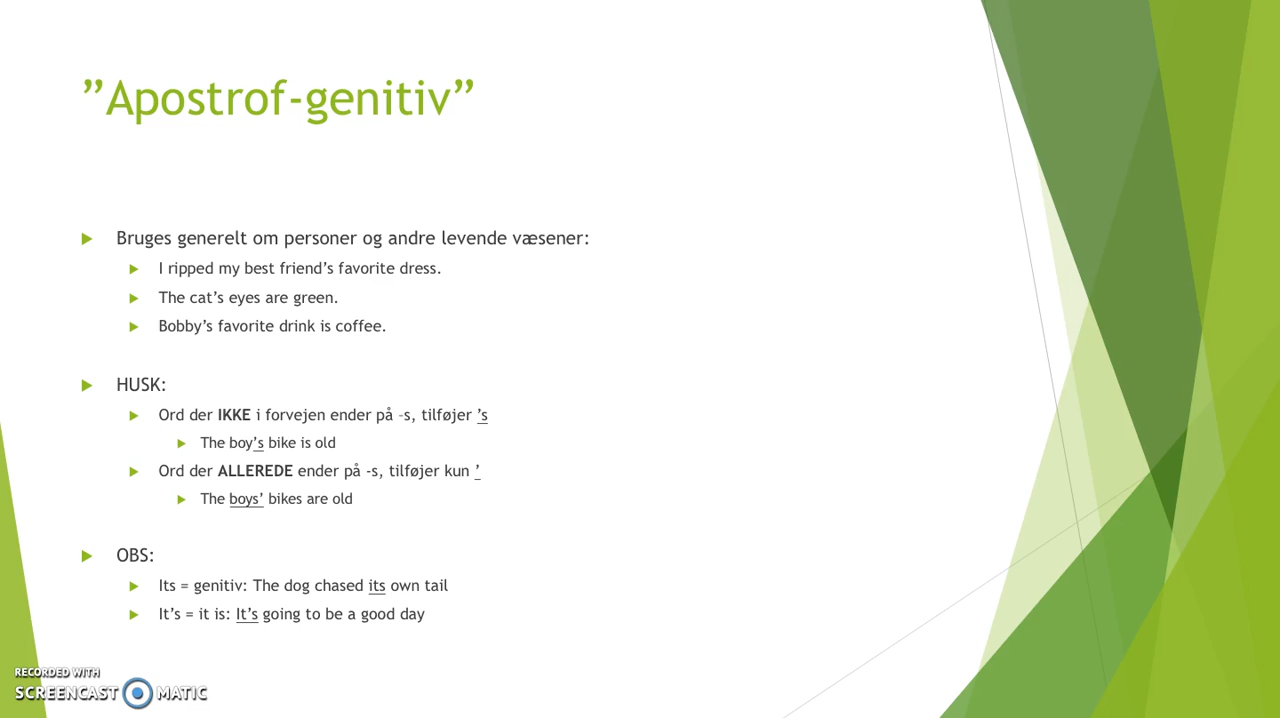 ”Apostrof-genitiv”
Bruges generelt om personer og andre levende væsener:
I ripped my best friend’s favorite dress.
The cat’s eyes are green.
Bobby’s favorite drink is coffee.
HUSK:
Ord der IKKE i forvejen ender på –s, tilføjer ’s
The boy’s bike is old
Ord der ALLEREDE ender på -s, tilføjer kun ’
The boys’ bikes are old
OBS:
Its = genitiv: The dog chased its own tail
It’s = it is: It’s going to be a good day
RECORDED WITH
SCREENCAST MATIC